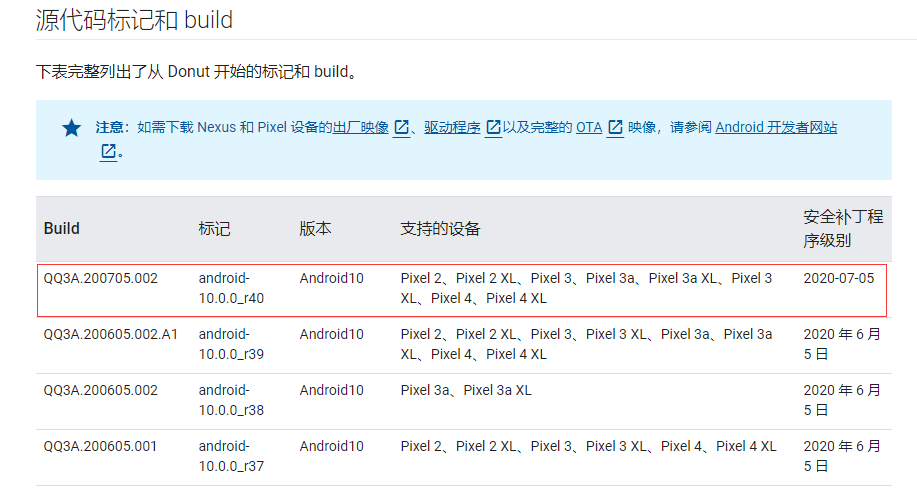 源代码标记和 build
下表完整列出了从 Donut 开始的标记和 build。
注意：如需下载 Nexus 和 Pixel 设备的出厂映像、驱动程序以及完整的 OTA 映像，请参阅 Android 开发者网站
。
Build 标记 版本 支持的设备 安全补丁程
序级别
QQ3A.200705.002 android- Android10 Pixel 2、Pixel 2 XL、Pixel 3、Pixel 3a、Pixel 3a XL、Pixel 3 2020-07-05
10.0.0_r40 XL、Pixel 4、Pixel 4 XL
QQ3A.200605.002.A1 android- Android10 Pixel 2、Pixel 2 XL、Pixel 3、Pixel 3 XL、Pixel 3a、Pixel 3a 2020 年 6 月
10.0.0_r39 XL、Pixel 4、Pixel 4 XL 5 日
QQ3A.200605.002 android- Android10 Pixel 3a、Pixel 3a XL 2020 年 6 月
10.0.0_r38 5 日
QQ3A.200605.001 android- Android10 Pixel 2、Pixel 2 XL、Pixel 3、Pixel 3 XL、Pixel 4、Pixel 4 XL 2020 年 6 月
10.0.0_r37 5 日